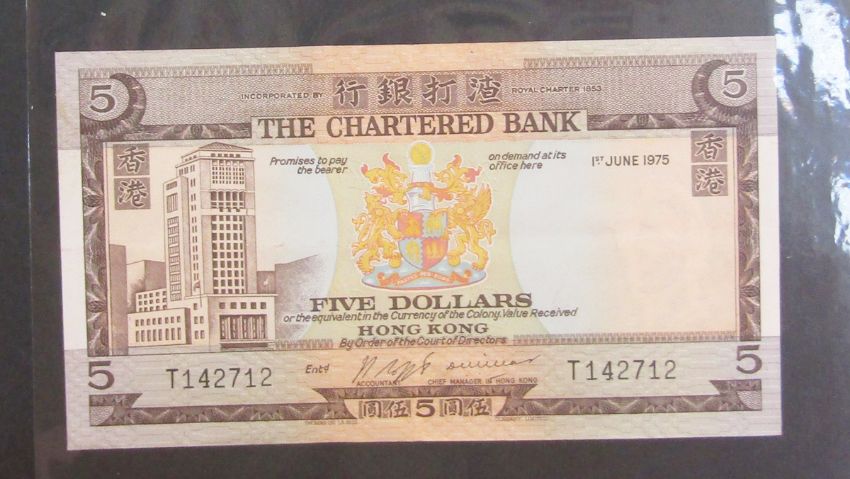 5 INCORPORATED BY 行銀打渣 ROYAL CHARTER 1853 5
THE CHARTERED BANK
香港
Promises to pay the bearer
on demand at its office here
1ST JUNE 1975
香港
FIVE DOLLARS
or the equivalent in the Currency of the Colony. Value Received
HONG KONG
By Order of the Court of Directors
5 T142712 Entd T142712 5
ACCOUNTANT CHIEF MANAGER IN HONG KONG
圓伍 5 圓伍